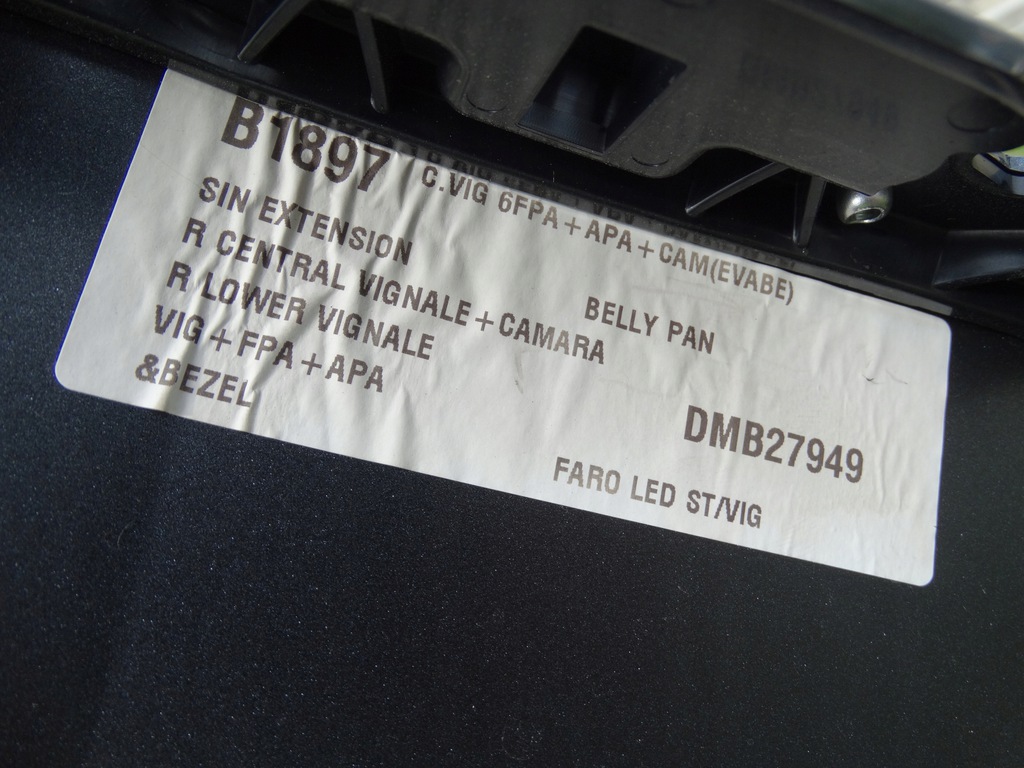 B1897 C.VIG 6FPA+APA+CAM(EVABE)
SIN EXTENSION
R CENTRAL VIGNALE+CAMARA
BELLY PAN
R LOWER VIGNALE
VIG+FPA+APA
&BEZEL
DMB27949
FARO LED ST/VIG